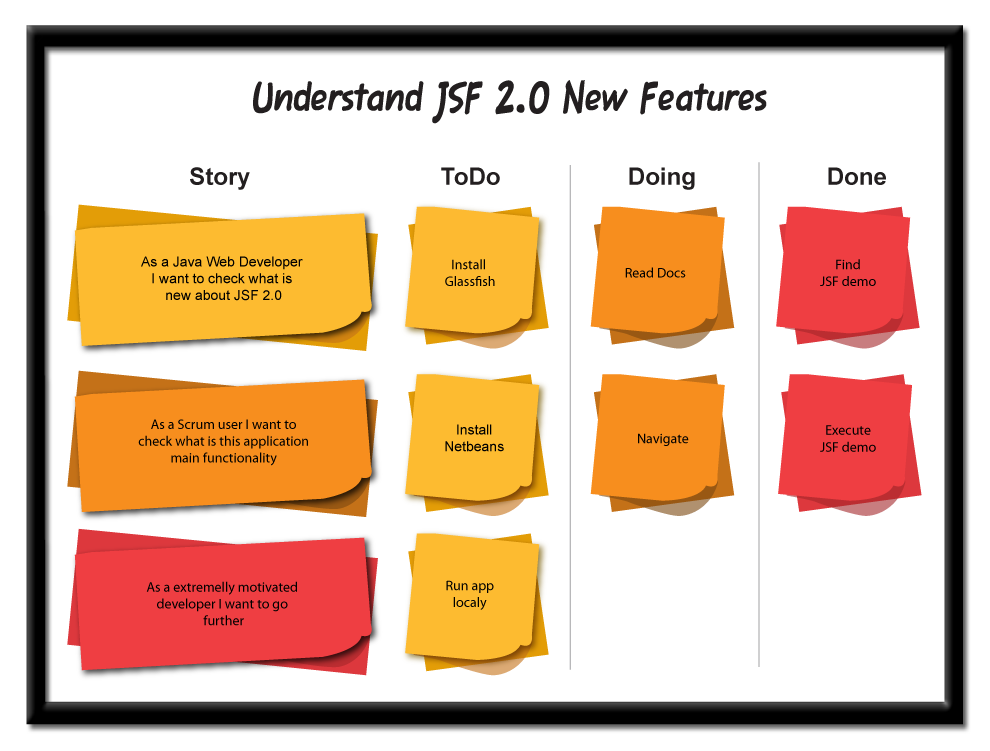 Understand JSF 2.0 New Features
Story
ToDo
Doing
Done
As a Java Web Developer
I want to check what is
new about JSF 2.0
Install
Glassfish
Read Docs
Find
JSF demo
As a Scrum user I want to
check what is this application
main functionality
Install
Netbeans
Navigate
Execute
JSF demo
As a extremelly motivated
developer I want to go
further
Run app
localy